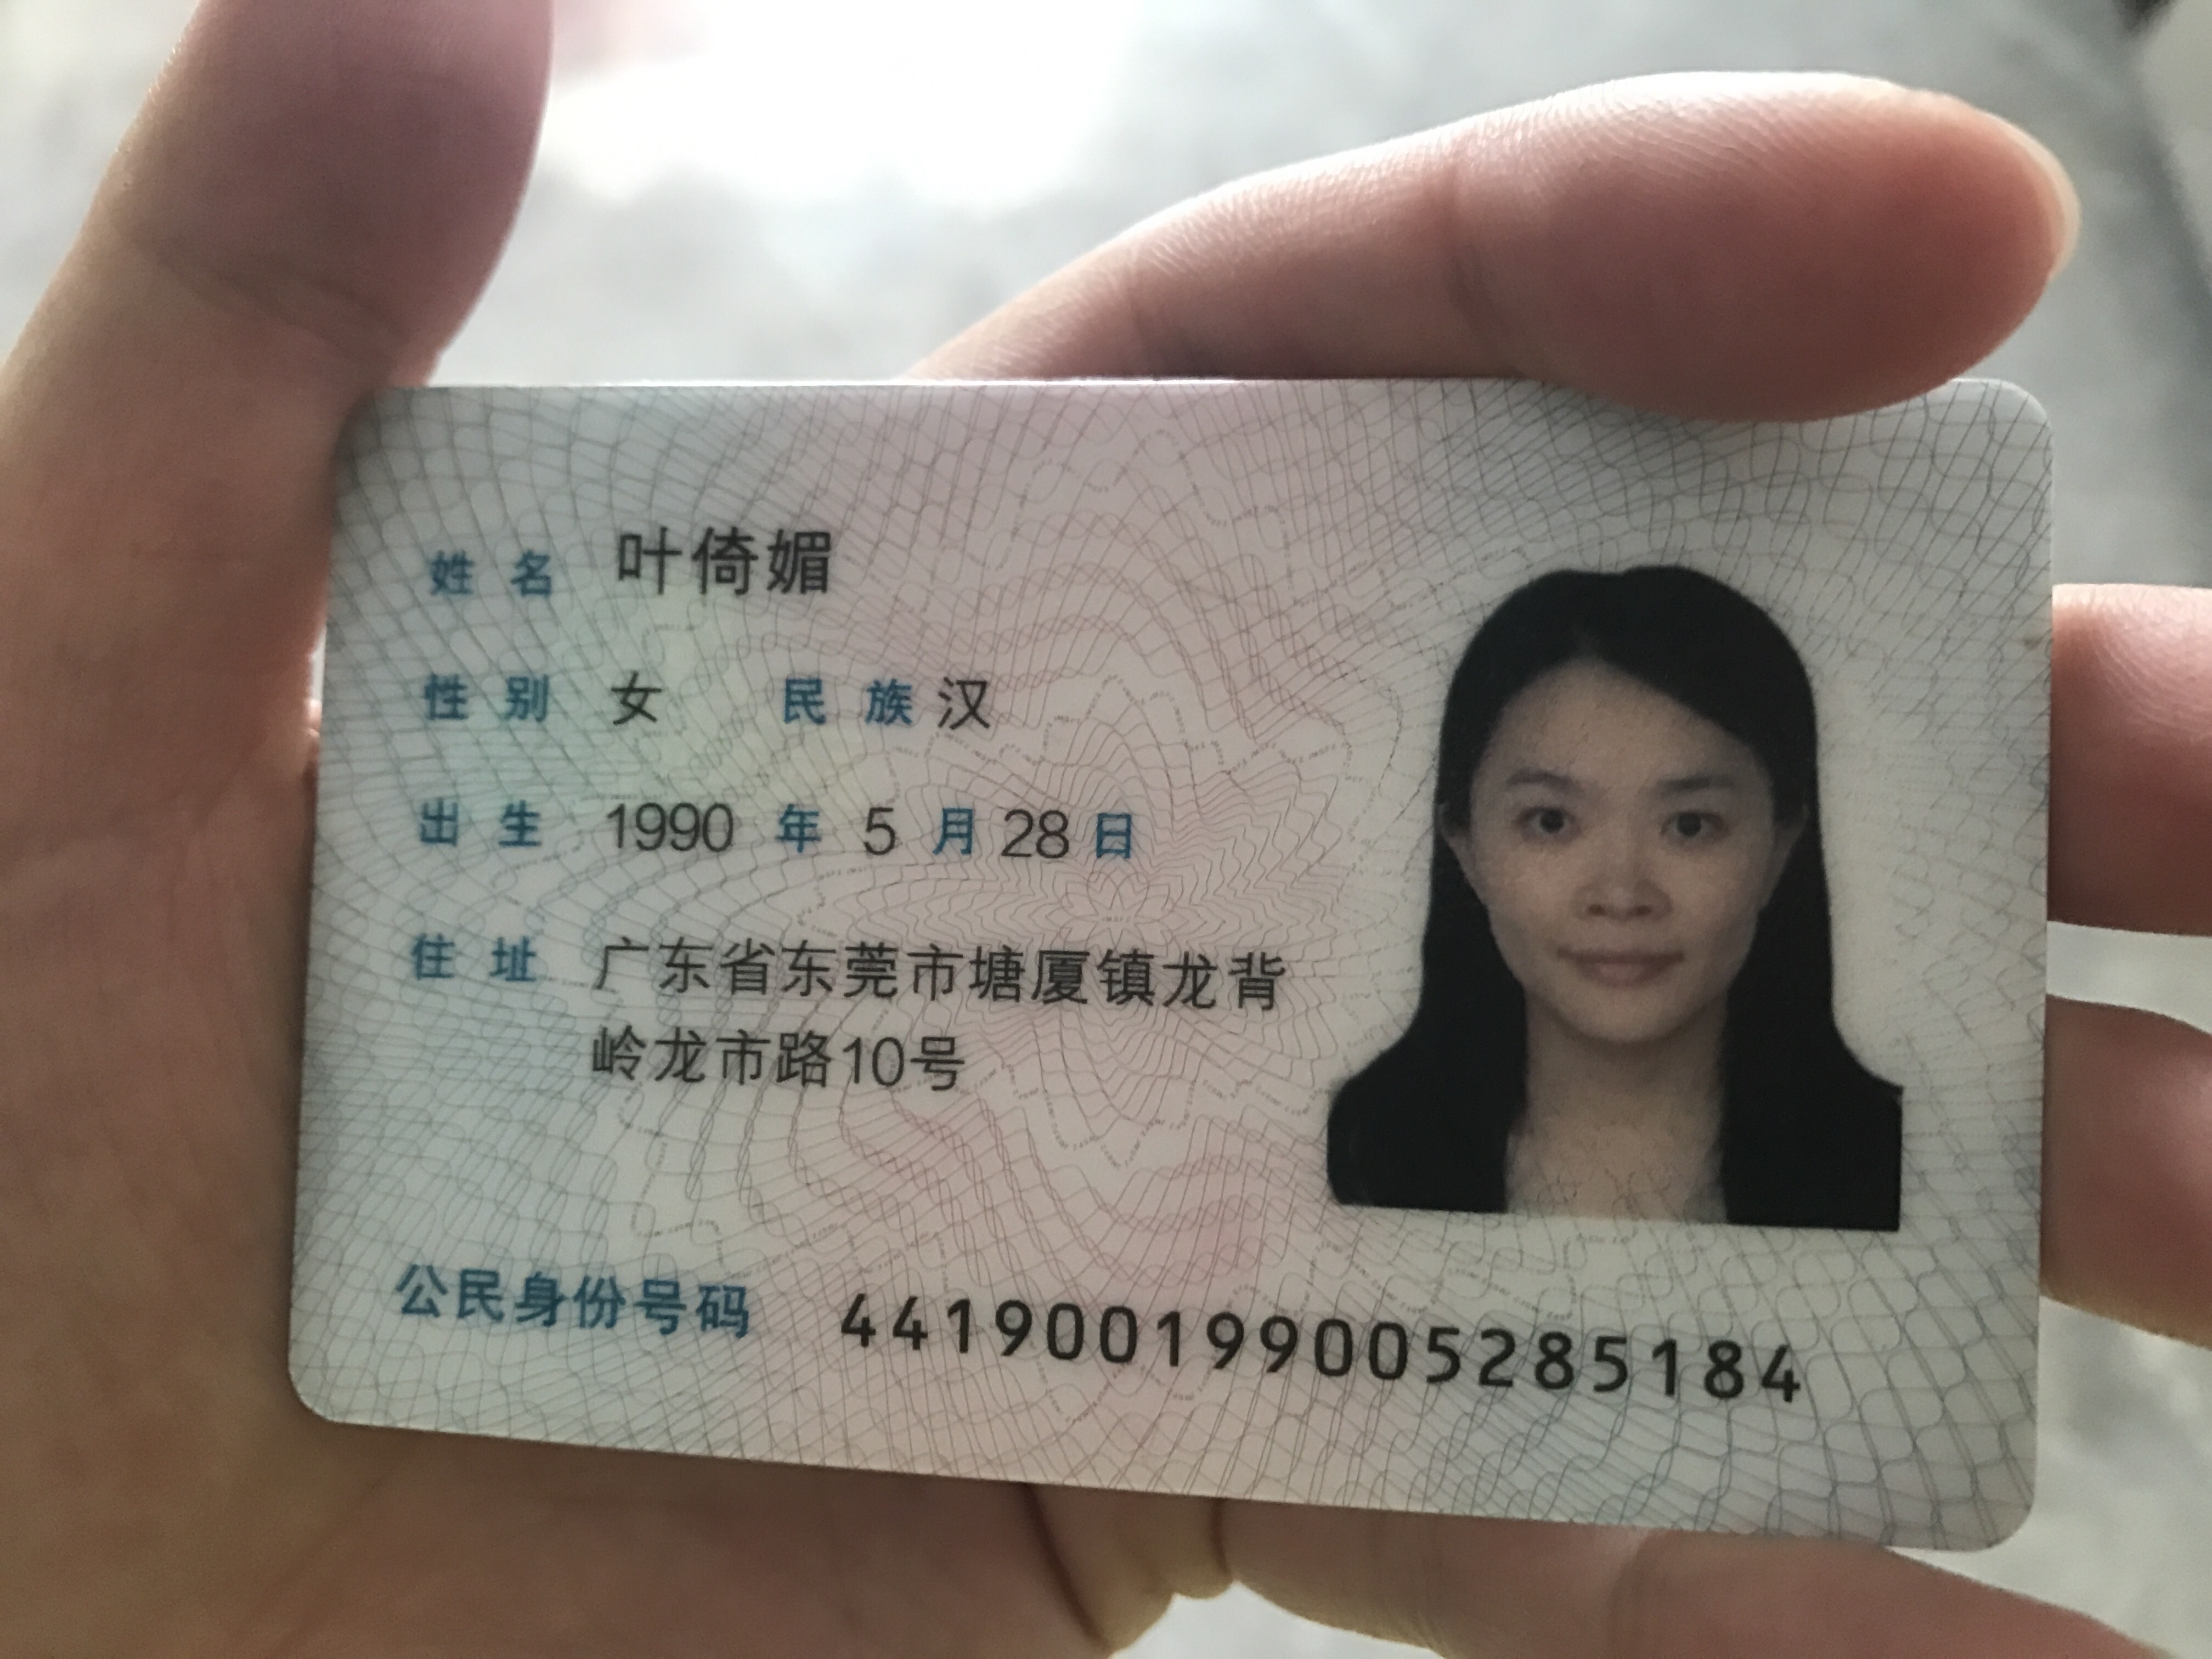 姓名 叶倚媚
性别 女 民族 汉
出生 1990 年 5 月 28 日
住址 广东省东莞市塘厦镇龙背
岭龙市路10号
公民身份号码 441900199005285184